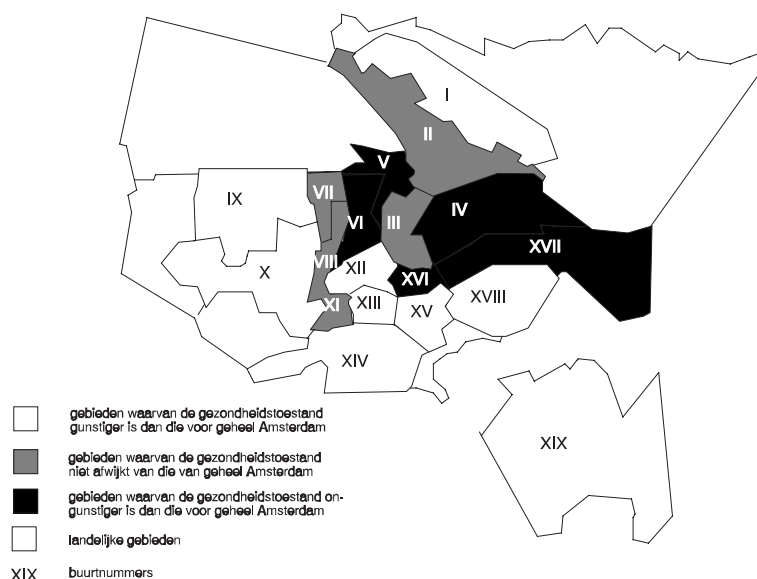 I
II
V
VII
IX
VI
III
IV
XVII
VIII
XII
X
XVI
XI
XIII
XV
XVIII
XIV
XIX
gebieden waarvan de gezondheidstoestand
gunstiger is dan die voor geheel Amsterdam
gebieden waarvan de gezondheidstoestand
niet afwijkt van die van geheel Amsterdam
gebieden waarvan de gezondheidstoestand on-
gunstiger is dan die voor geheel Amsterdam
landelijke gebieden
XIX buurtnummers